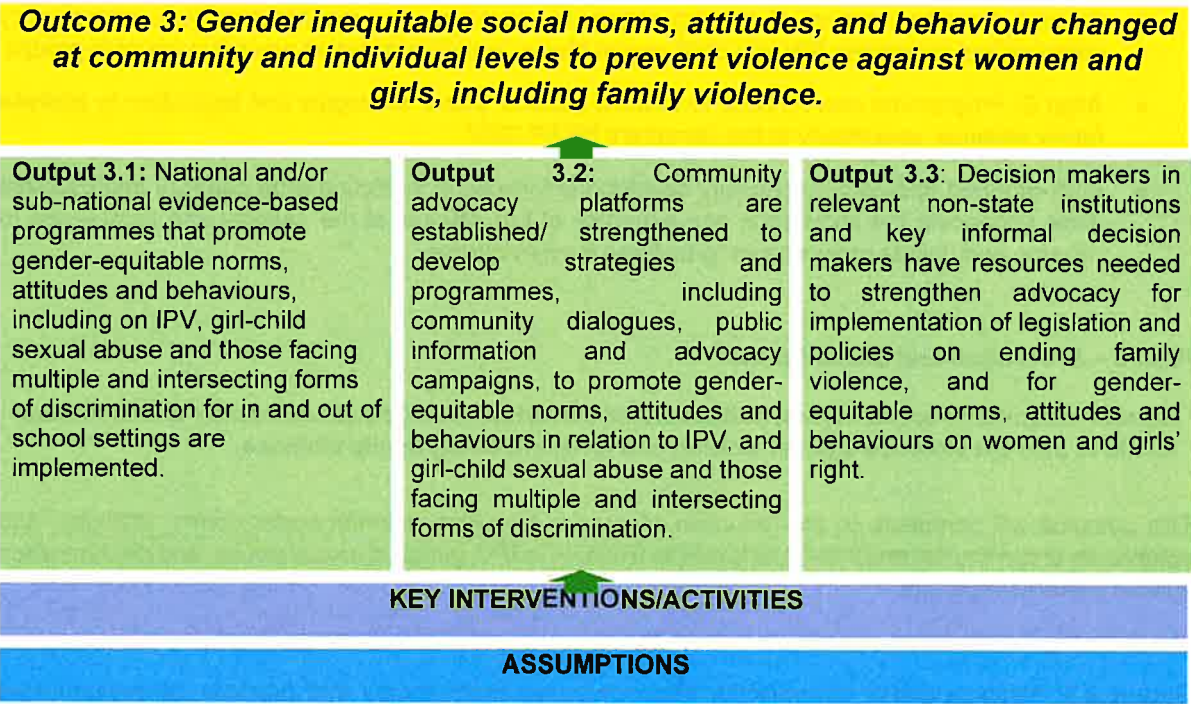 Outcome 3: Gender inequitable social norms, attitudes, and behaviour changed
at community and individual levels to prevent violence against women and
girls, including family violence.
Output 3.1: National and/or
sub-national evidence-based
programmes that promote
gender-equitable norms,
attitudes and behaviours,
including on IPV, girl-child
sexual abuse and those facing
multiple and intersecting forms
of discrimination for in and out of
school settings are
implemented.
Output 3.2: Community
advocacy platforms are
established/ strengthened to
develop strategies and
programmes, including
community dialogues, public
information and advocacy
campaigns, to promote gender-
equitable norms, attitudes and
behaviours in relation to IPV, and
girl-child sexual abuse and those
facing multiple and intersecting
forms of discrimination.
Output 3.3: Decision makers in
relevant non-state institutions
and key informal decision
makers have resources needed
to strengthen advocacy for
implementation of legislation and
policies on ending family
violence, and for gender-
equitable norms, attitudes and
behaviours on women and girls'
right.
KEY INTERVENTIONS/ACTIVITIES
ASSUMPTIONS